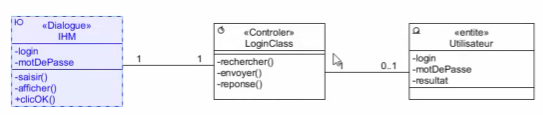 «Dialogue»
IHM
-login
-motDePasse
-saisir()
-afficher()
+clicOK()
1
1
«Controler»
LoginClass
-rechercher()
-envoyer()
-reponse()
1
0..1
«entite»
Utilisateur
-login
-motDePasse
-resultat